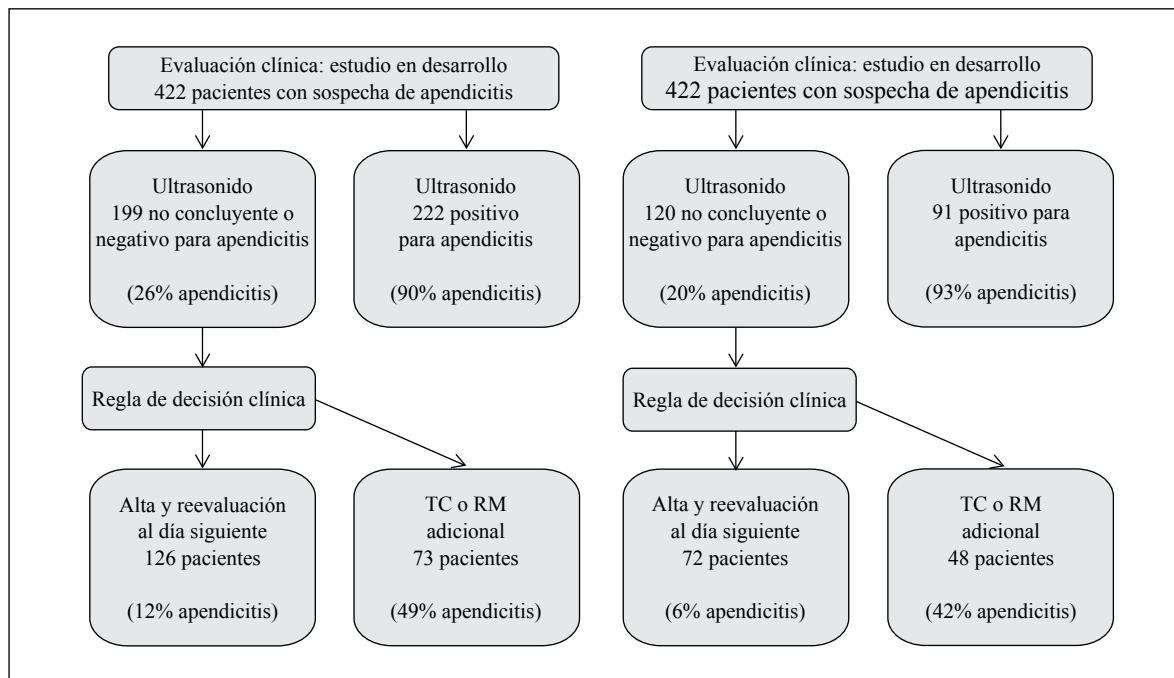 Evaluación clínica: estudio en desarrollo
422 pacientes con sospecha de apendicitis
Ultrasonido
199 no concluyente o
negativo para apendicitis
(26% apendicitis)
Ultrasonido
222 positivo
para apendicitis
(90% apendicitis)
Regla de decisión clínica
Alta y reevaluación
al día siguiente
126 pacientes
(12% apendicitis)
TC o RM
adicional
73 pacientes
(49% apendicitis)
Evaluación clínica: estudio en desarrollo
422 pacientes con sospecha de apendicitis
Ultrasonido
120 no concluyente o
negativo para apendicitis
(20% apendicitis)
Ultrasonido
91 positivo para
apendicitis
(93% apendicitis)
Regla de decisión clínica
Alta y reevaluación
al día siguiente
72 pacientes
(6% apendicitis)
TC o RM
adicional
48 pacientes
(42% apendicitis)